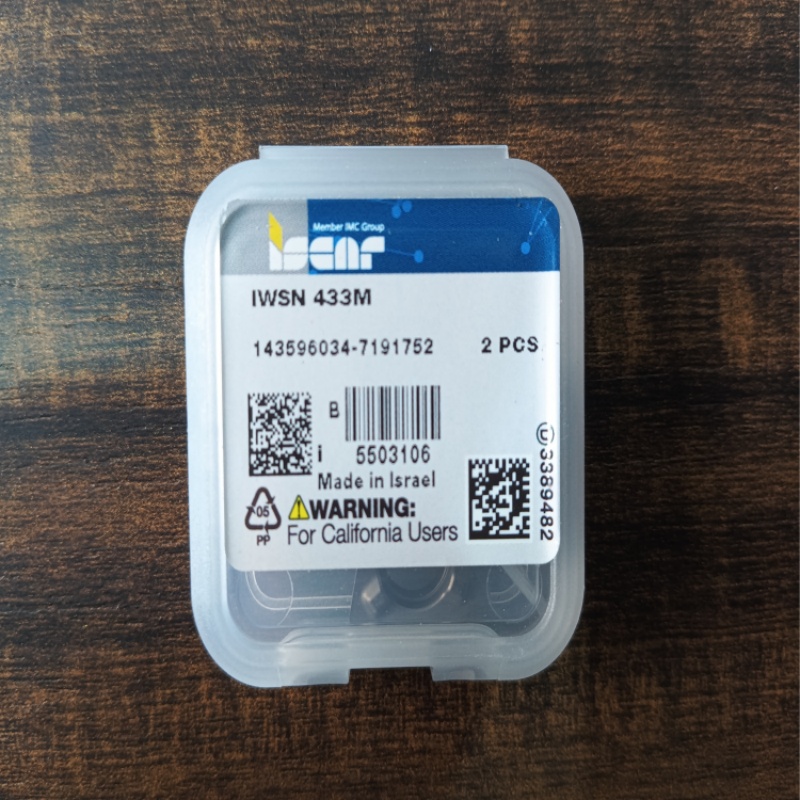 Member IMC Group
iscar
IWSN 433M
143596034-7191752 2 PCS
B
i 5503106
Made in Israel
05
PP
WARNING:
For California Users
U 3389482